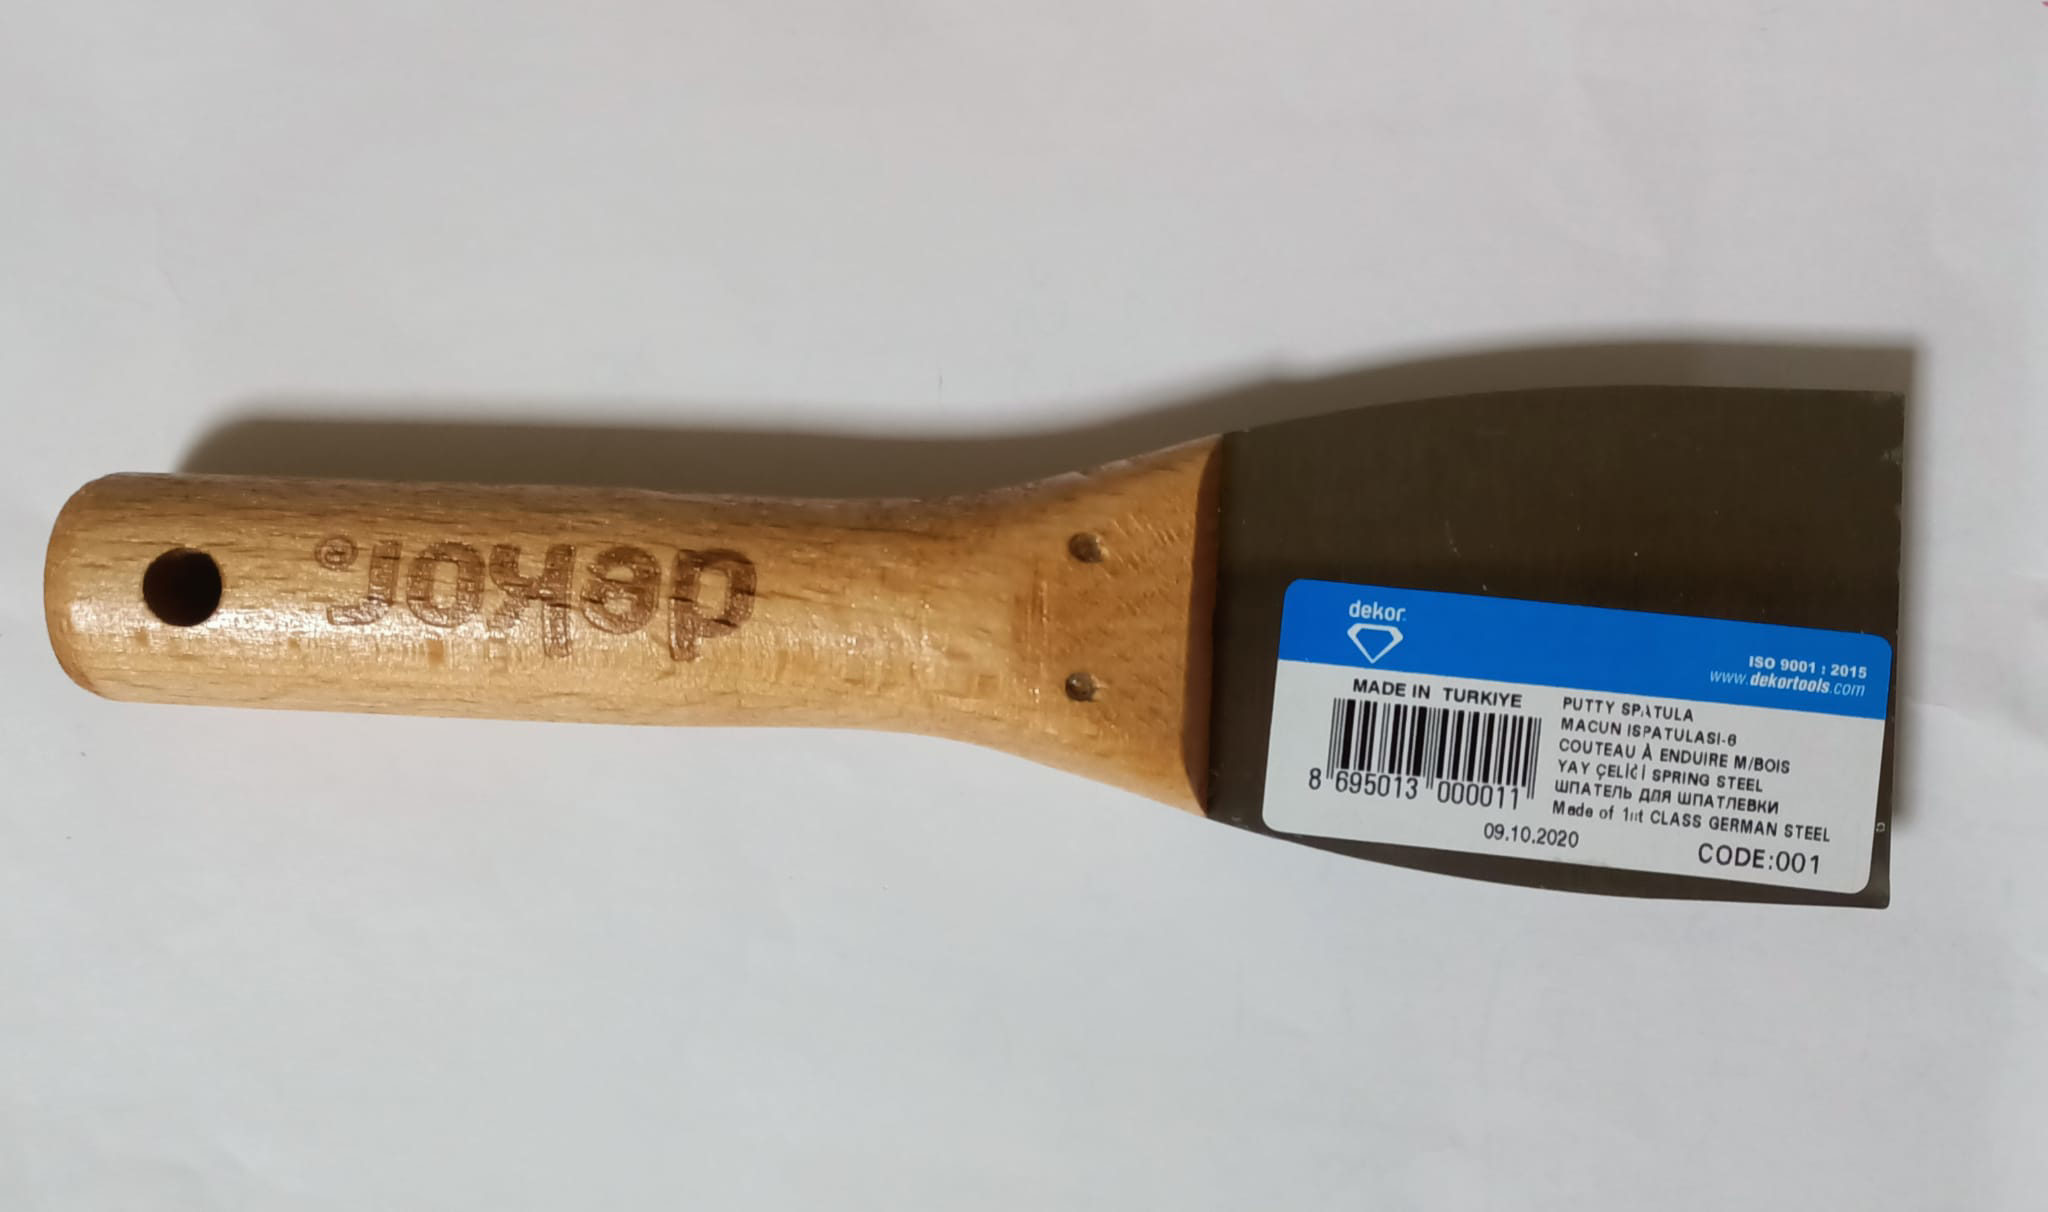 dekor®
dekor
ISO 9001 : 2015
www.dekortools.com
MADE IN TURKIYE
8 695013 000011
PUTTY SPATULA
MACUN ISPATULASI-6
COUTEAU À ENDUIRE M/BOIS
YAY ÇELİĞİ SPRING STEEL
ШПАТЕЛЬ ДЛЯ ШПАТЛЕВКИ
Made of 1st CLASS GERMAN STEEL
09.10.2020
CODE:001